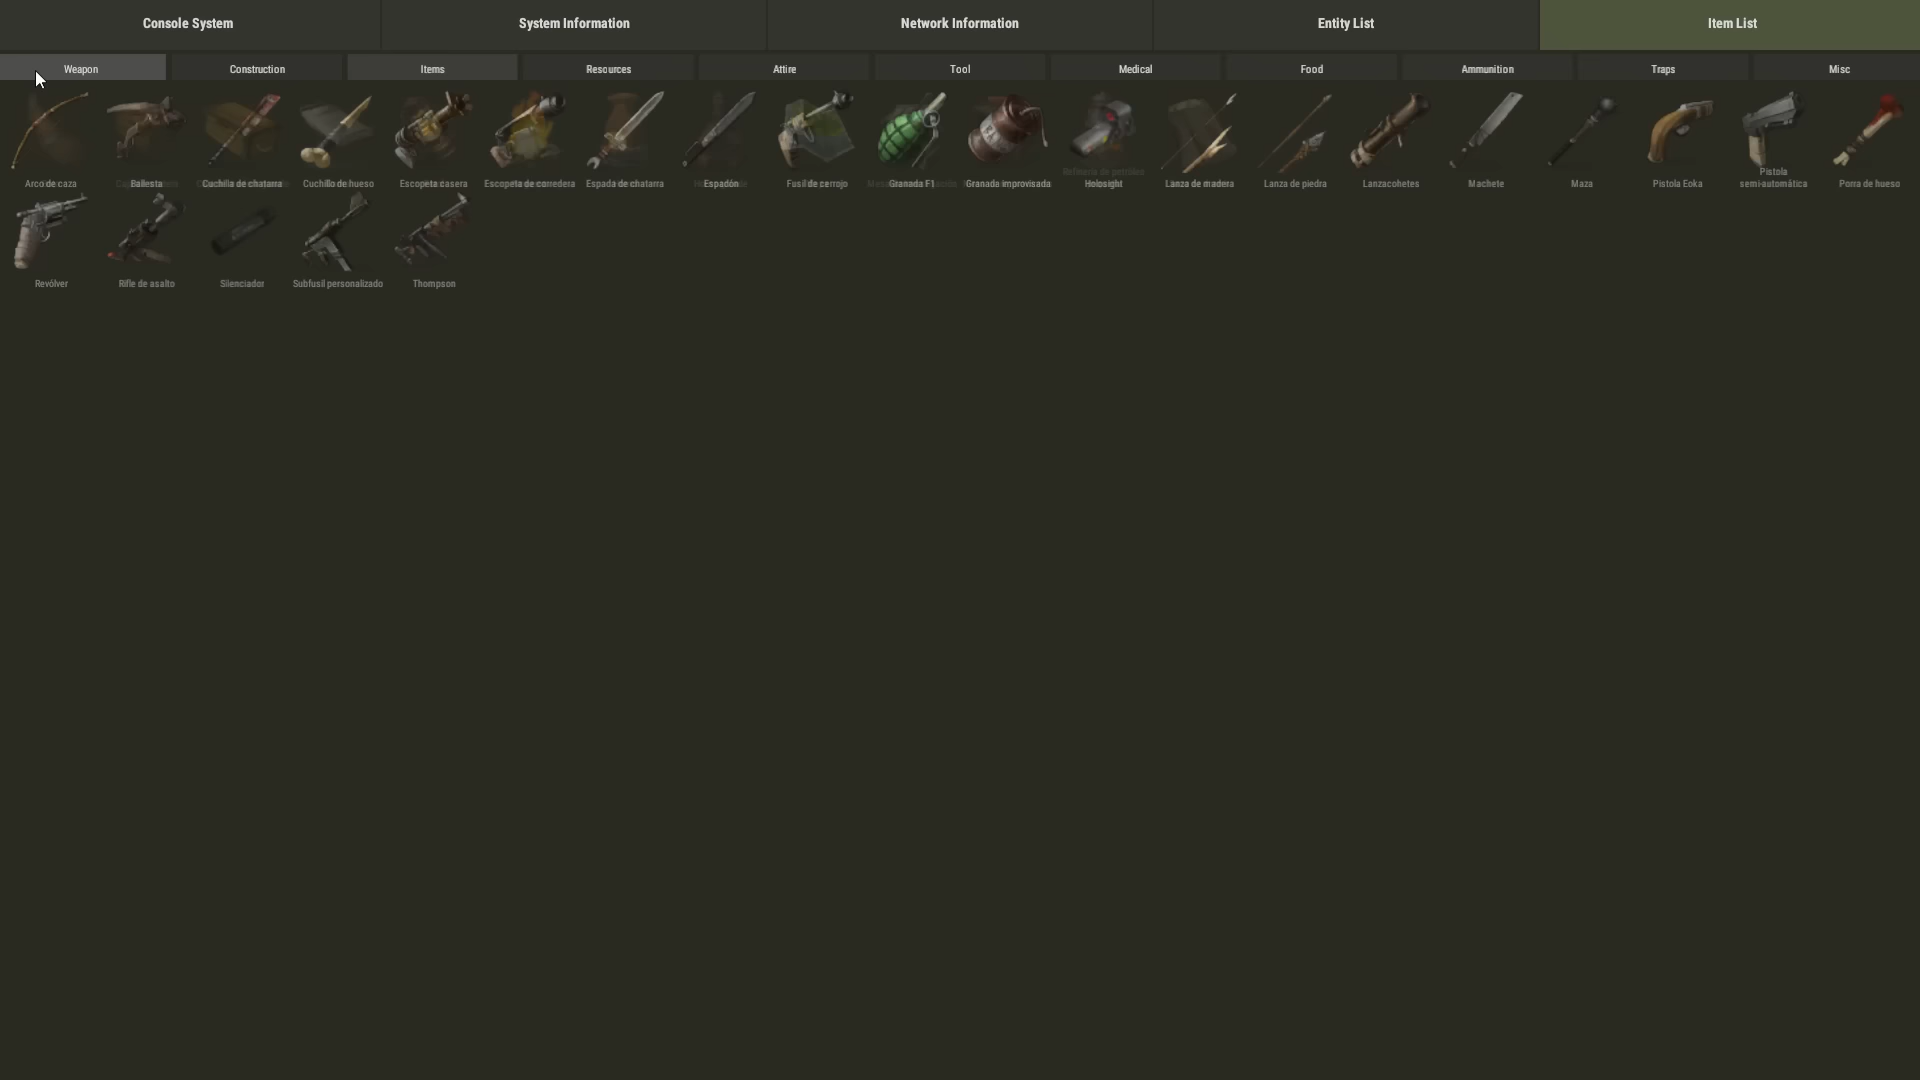 Console System
System Information
Network Information
Entity List
Item List
Weapon
Construction
Items
Resources
Attire
Tool
Medical
Food
Ammunition
Traps
Misc
Arco de caza
Ballesta
Cuchilla de chatarra
Cuchillo de hueso
Escopeta casera
Escopeta de corredera
Espada de chatarra
Espadón
Fusil de cerrojo
Granada F1
Granada improvisada
Refinería de petróleo
Holosight
Lanza de madera
Lanza de piedra
Lanzacohetes
Machete
Maza
Pistola Eoka
Pistola
semi-automática
Porra de hueso
Revólver
Rifle de asalto
Silenciador
Subfusil personalizado
Thompson